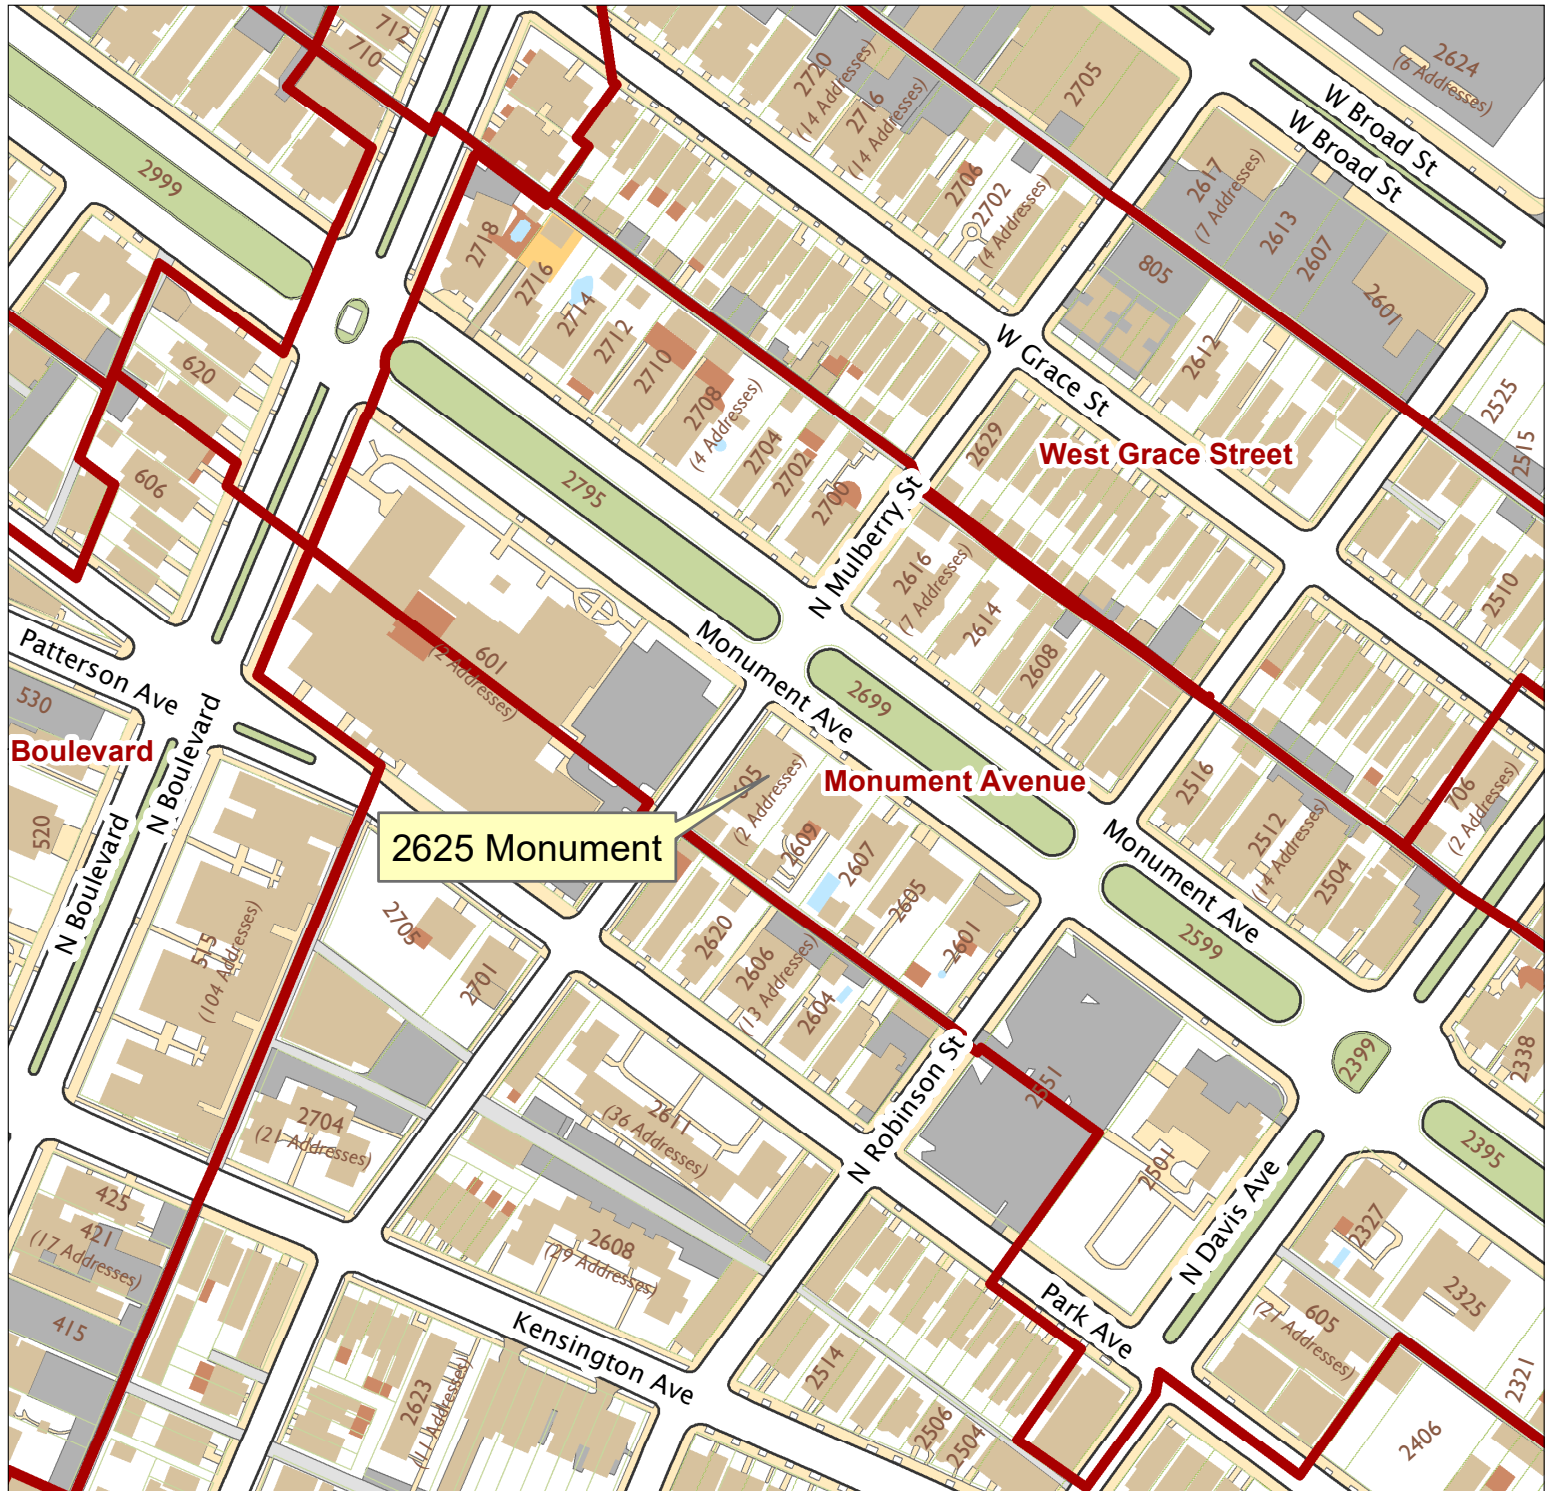 712
710
2720
(14 Addresses)
2716
(14 Addresses)
2705
2624
(6 Addresses)
W Broad St
W Broad St
2999
2706
2702
(4 Addresses)
2617
(7 Addresses)
2613
2607
2601
805
2718
2716
2714
2712
2710
2708
(4 Addresses)
2704
2702
2700
W Grace St
2612
2525
2515
620
606
2795
2629
West Grace Street
N Mulberry St
2616
(7 Addresses)
2614
2608
2510
Patterson Ave
530
601
(2 Addresses)
Monument Ave
2699
Boulevard
N Boulevard
N Boulevard
520
605
(2 Addresses)
Monument Avenue
2516
2512
(14 Addresses)
2504
706
(2 Addresses)
2625 Monument
2609
2607
2605
2601
Monument Ave
2599
515
(104 Addresses)
2705
2701
2620
2606
(13 Addresses)
2604
N Robinson St
2551
2501
2399
2338
2395
2704
(21 Addresses)
2611
(36 Addresses)
2608
(29 Addresses)
425
421
(17 Addresses)
415
N Davis Ave
2327
2325
605
(27 Addresses)
2321
Park Ave
Kensington Ave
2623
(11 Addresses)
2514
2506
2504
2406